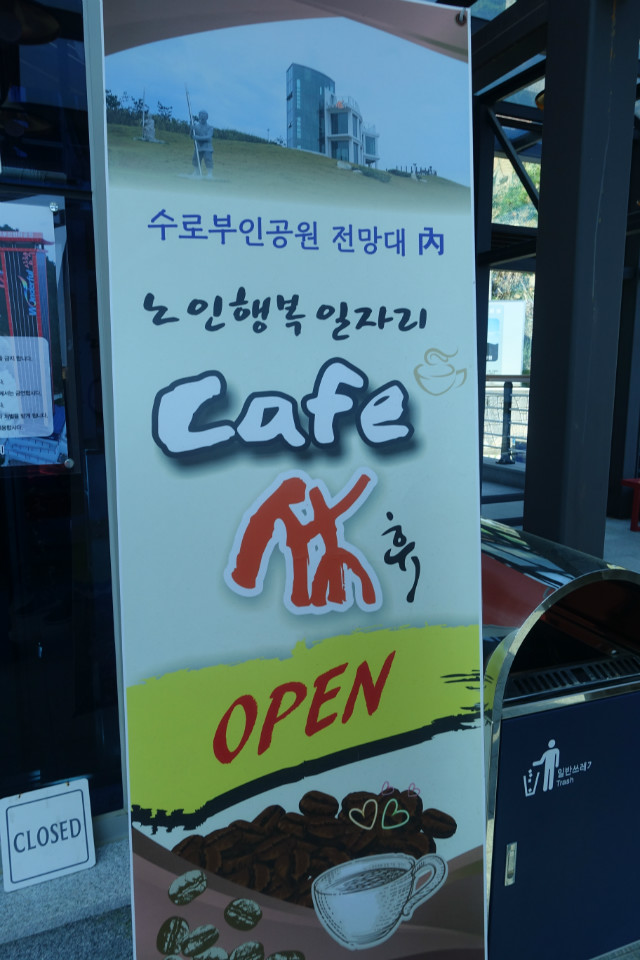 수로부인공원 전망대 內
노인행복 일자리
Cafe
休 휴
OPEN
CLOSED
일반쓰레기
Trash